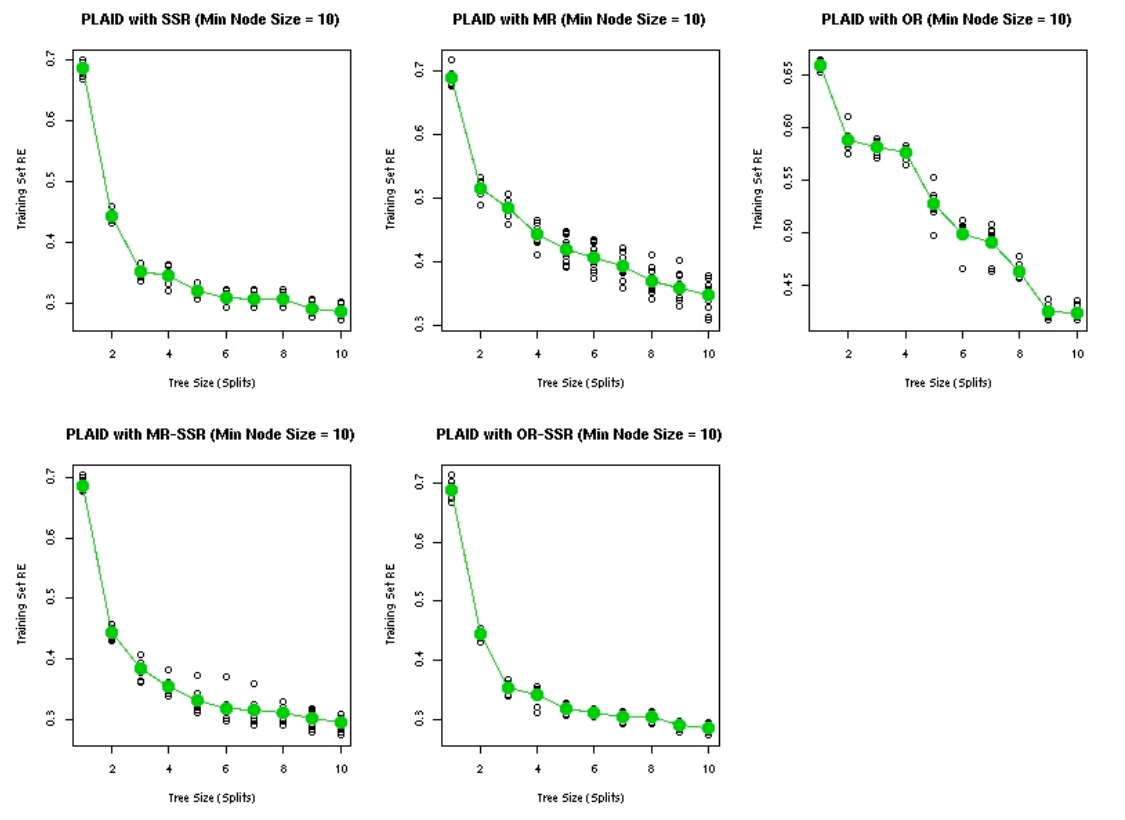 PLAID with SSR (Min Node Size = 10)
Training Set RE
0.7
0.6
0.5
0.4
0.3
2 4 6 8 10
Tree Size (Splits)
PLAID with MR (Min Node Size = 10)
Training Set RE
0.7
0.6
0.5
0.4
0.3
2 4 6 8 10
Tree Size (Splits)
PLAID with OR (Min Node Size = 10)
Training Set RE
0.65
0.60
0.55
0.50
0.45
2 4 6 8 10
Tree Size (Splits)
PLAID with MR-SSR (Min Node Size = 10)
Training Set RE
0.7
0.6
0.5
0.4
0.3
2 4 6 8 10
Tree Size (Splits)
PLAID with OR-SSR (Min Node Size = 10)
Training Set RE
0.7
0.6
0.5
0.4
0.3
2 4 6 8 10
Tree Size (Splits)